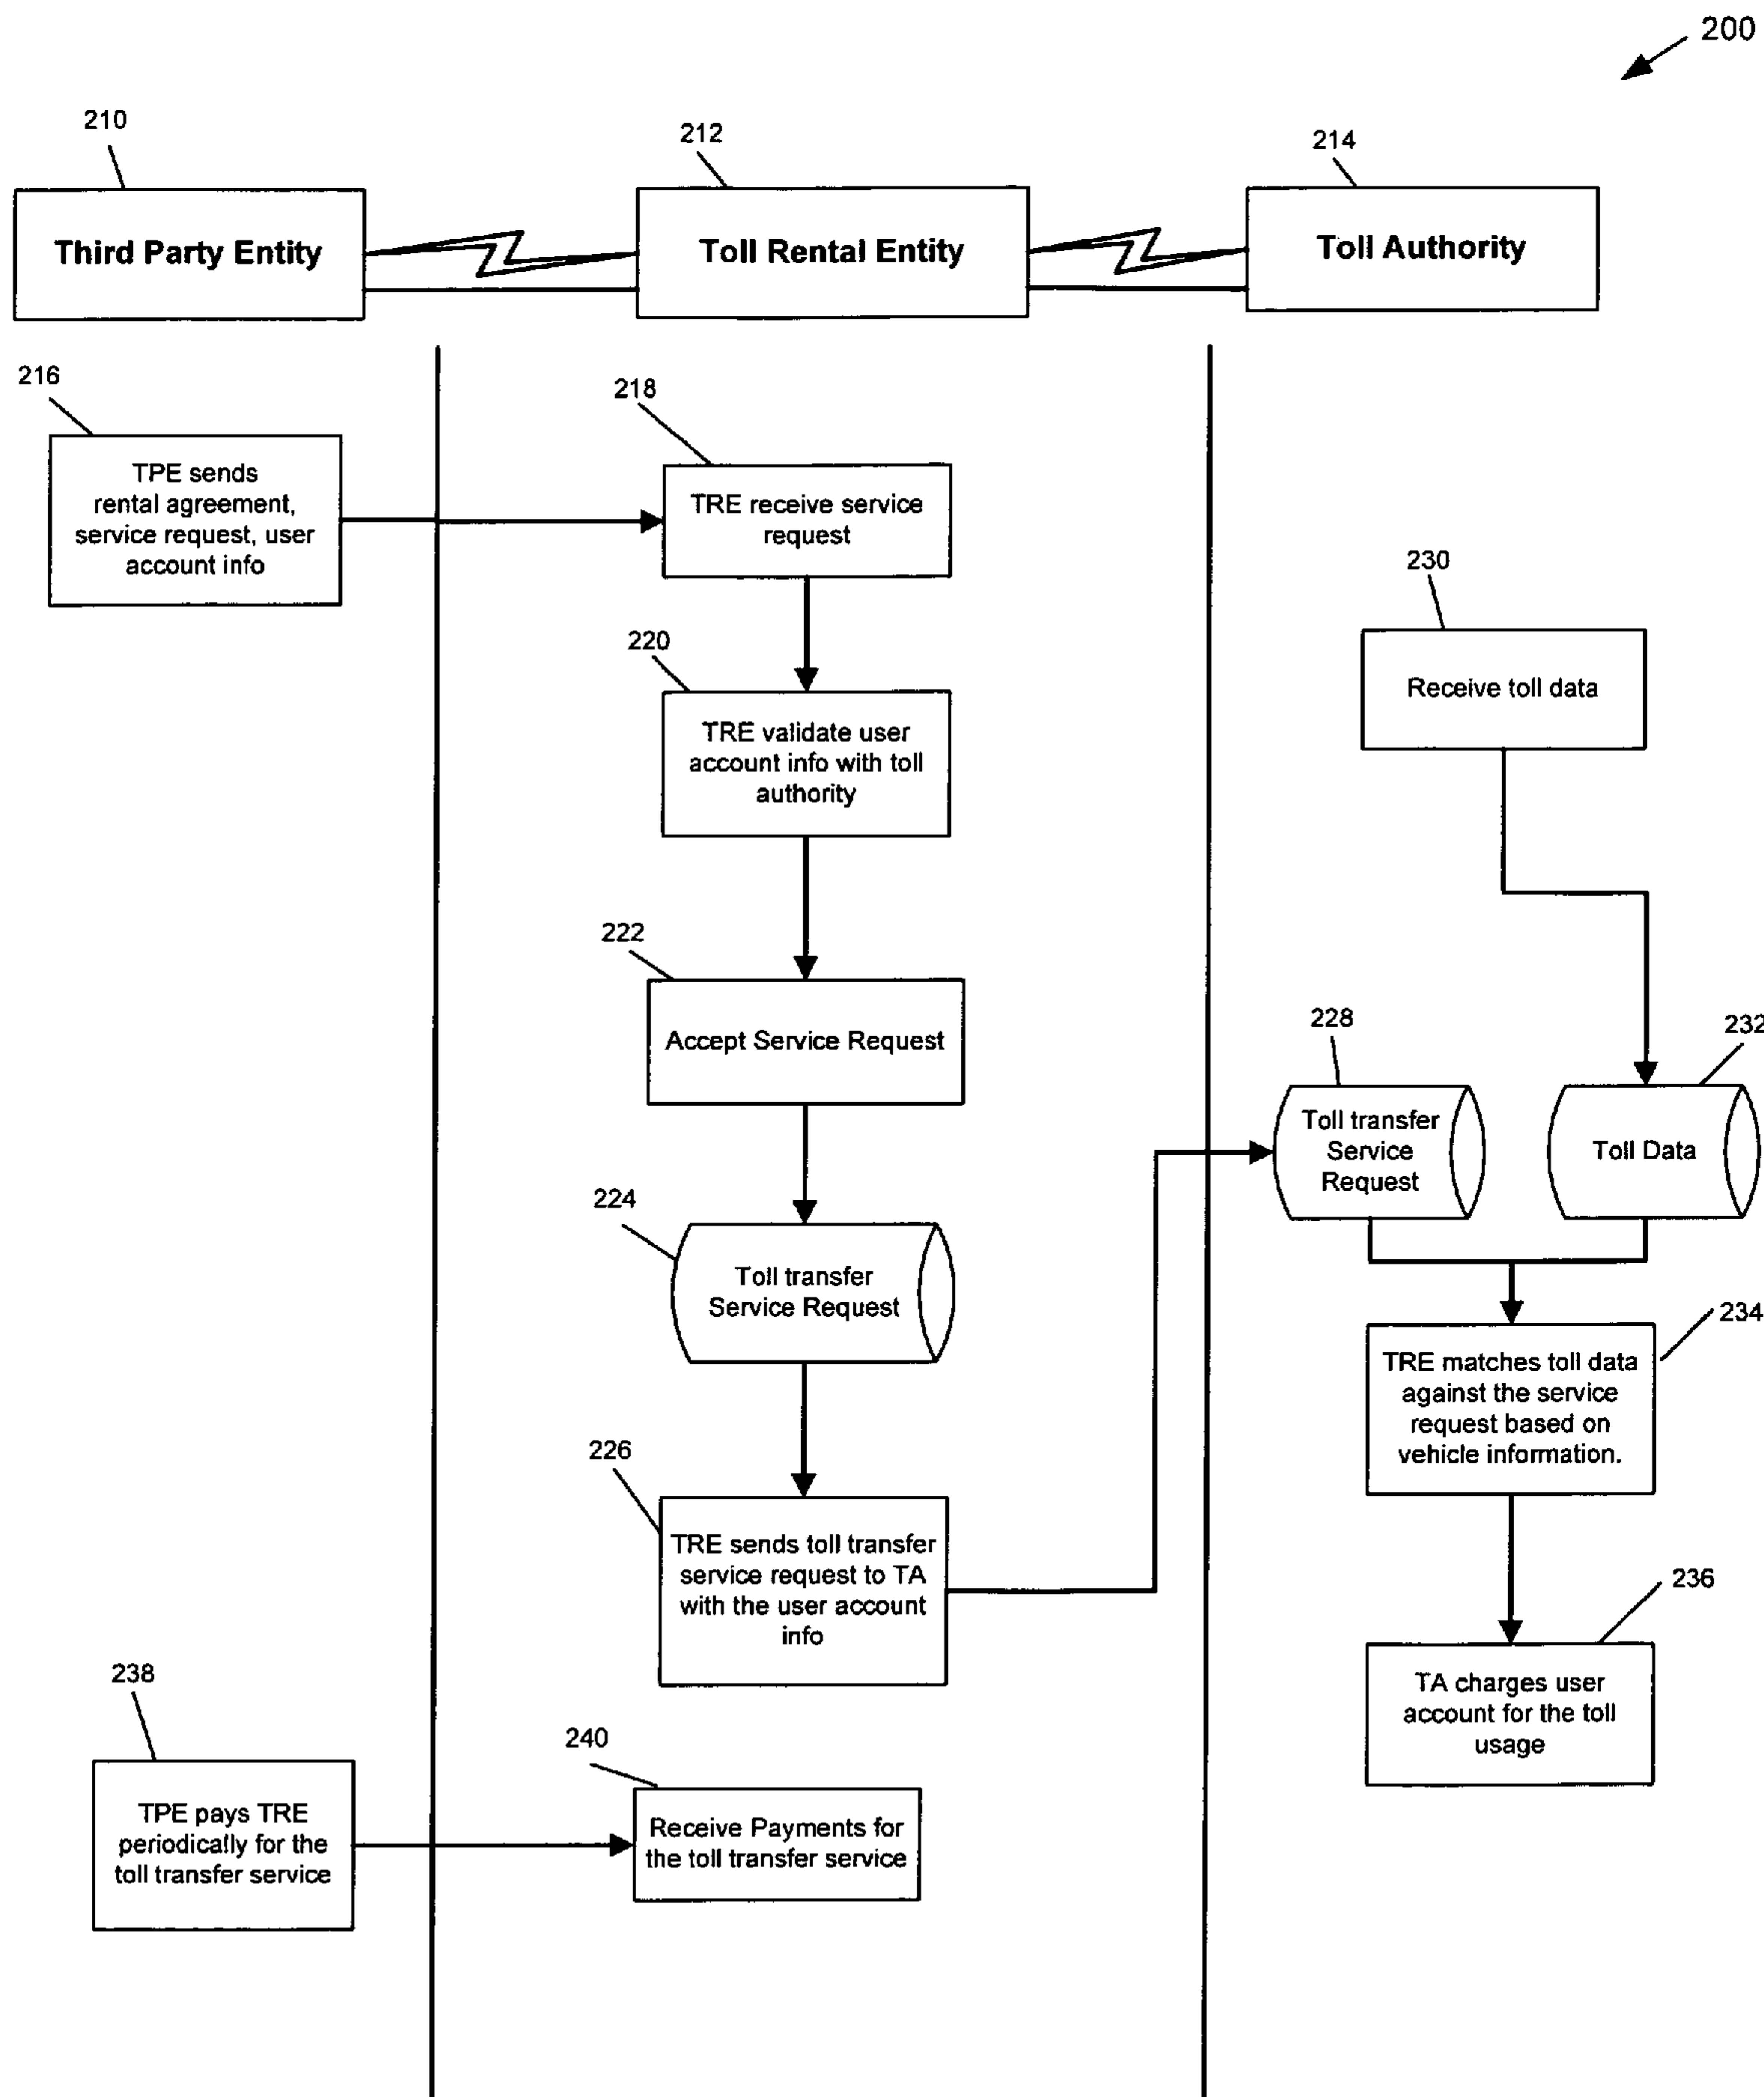 200
210
212
214
Third Party Entity
Toll Rental Entity
Toll Authority
216
TPE sends
rental agreement,
service request, user
account info
218
TRE receive service
request
220
TRE validate user
account info with toll
authority
222
Accept Service Request
224
Toll transfer
Service Request
226
TRE sends toll transfer
service request to TA
with the user account
info
230
Receive toll data
228
Toll transfer
Service
Request
232
Toll Data
234
TRE matches toll data
against the service
request based on
vehicle information.
236
TA charges user
account for the toll
usage
238
TPE pays TRE
periodically for the
toll transfer service
240
Receive Payments for
the toll transfer service